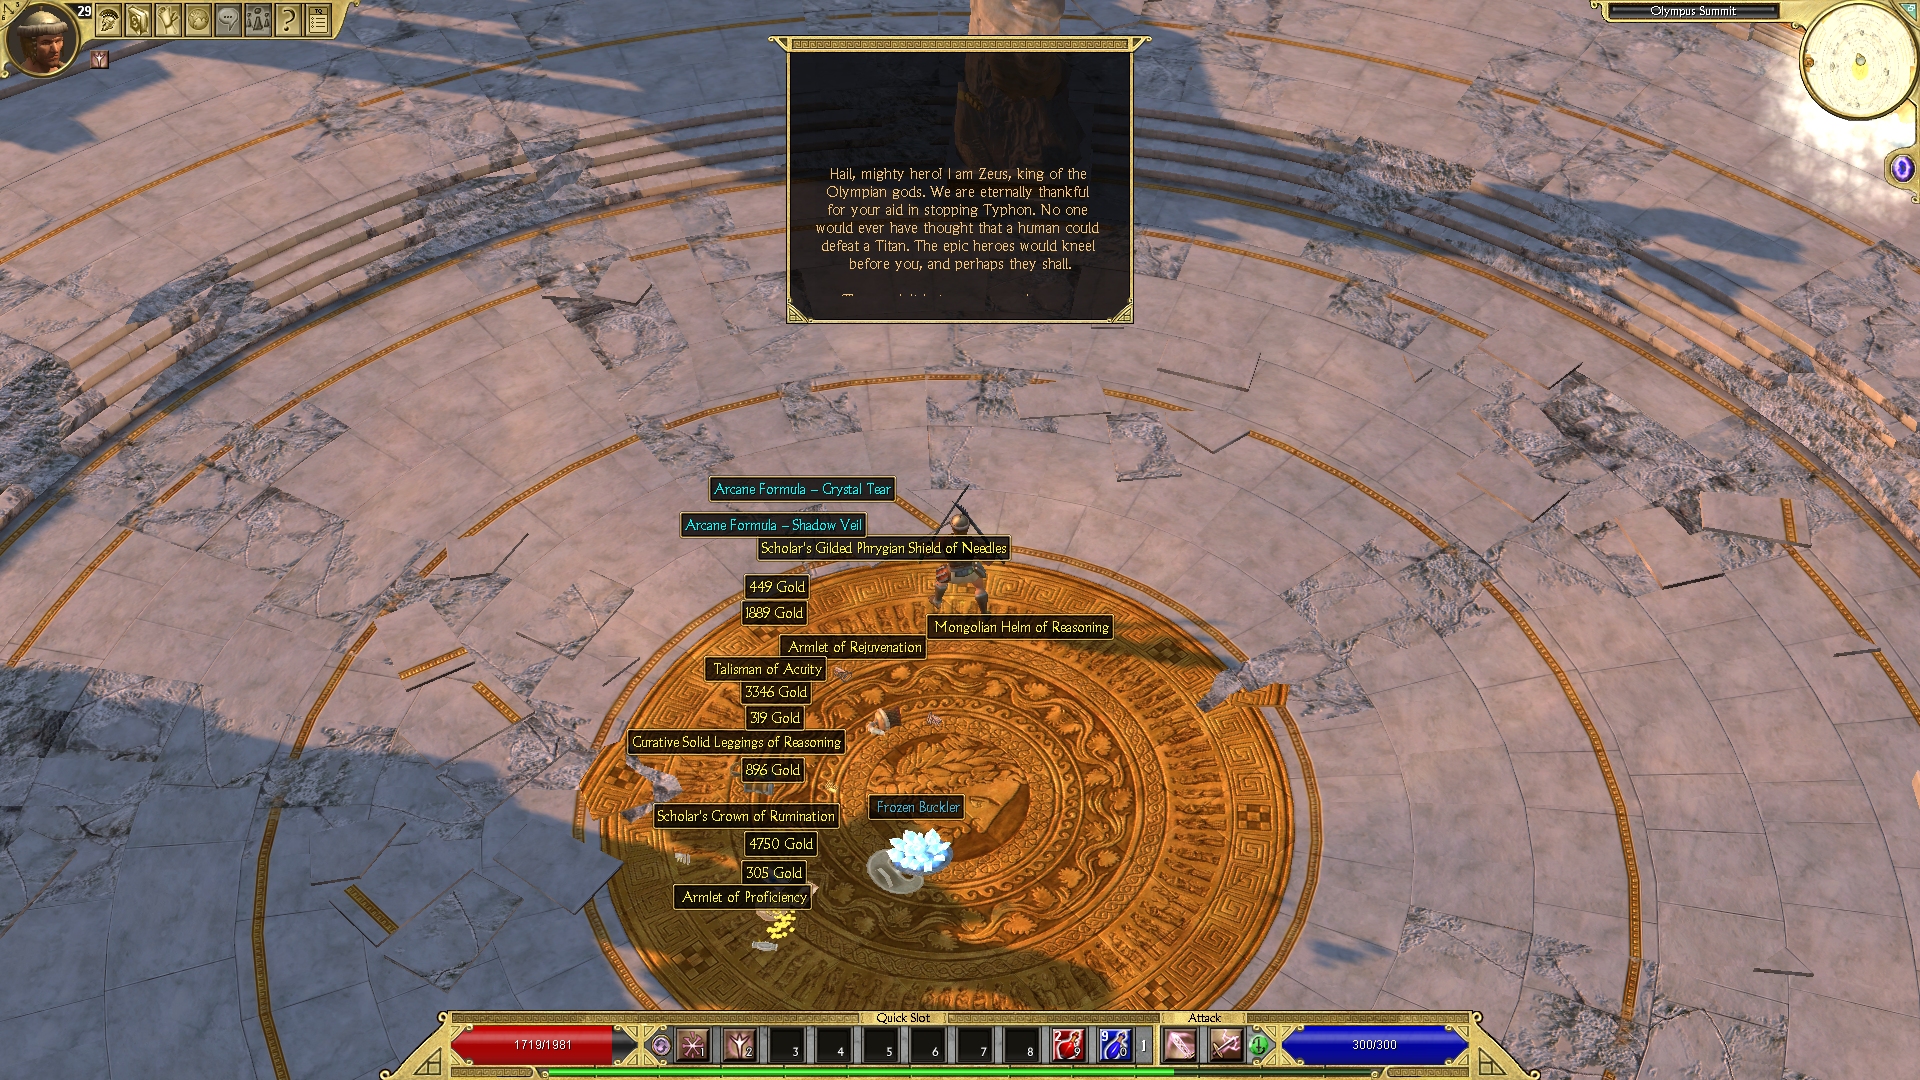 29
TQ
Olympus Summit
Hail, mighty hero! I am Zeus, king of the
Olympian gods. We are eternally thankful
for your aid in stopping Typhon. No one
would ever have thought that a human could
defeat a Titan. The epic heroes would kneel
before you, and perhaps they shall.
Arcane Formula – Crystal Tear
Arcane Formula – Shadow Veil
Scholar's Gilded Phrygian Shield of Needles
449 Gold
1889 Gold
Mongolian Helm of Reasoning
Armlet of Rejuvenation
Talisman of Acuity
3346 Gold
319 Gold
Curative Solid Leggings of Reasoning
896 Gold
Frozen Buckler
Scholar's Crown of Rumination
4750 Gold
305 Gold
Armlet of Proficiency
Quick Slot
Attack
1719/1981
1 2 3 4 5 6 7 8 9 0 1
300/300